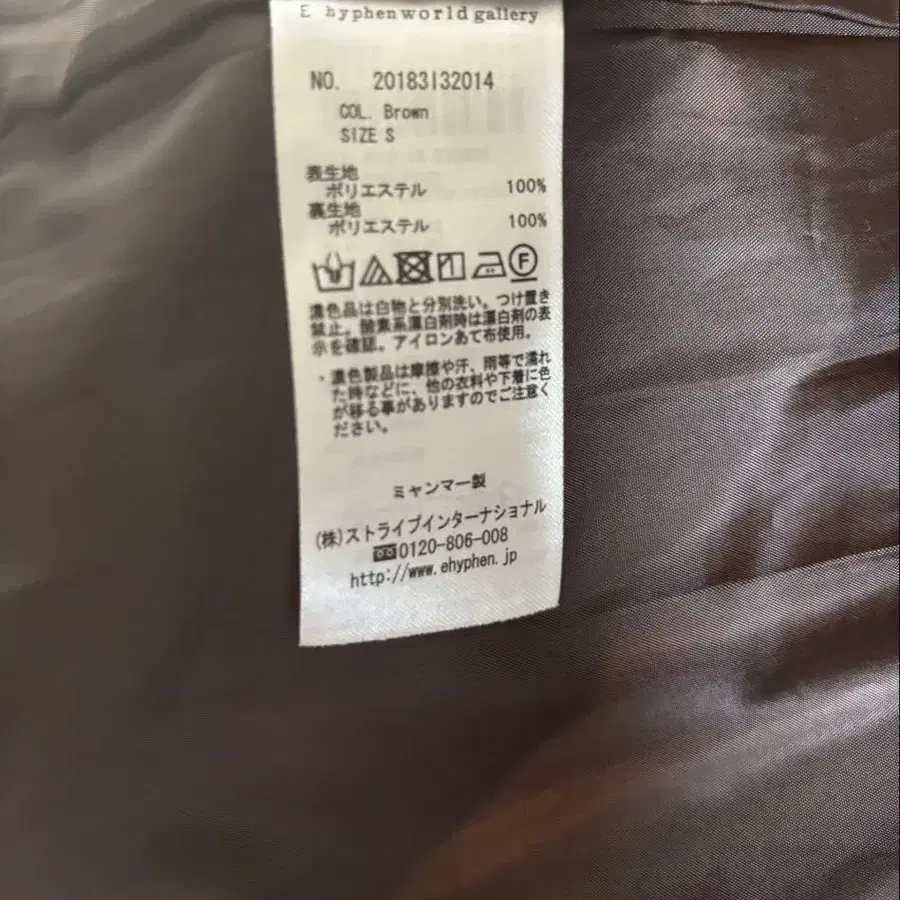 E hyphen world gallery
NO. 20183I32014
COL. Brown
SIZE S
表生地
ポリエステル 100%
裏生地
ポリエステル 100%
F
濃色品は白物と分別洗い。つけ置き
禁止。酸素系漂白剤時は漂白剤の表
示を確認。アイロンあて布使用。
・濃色製品は摩擦や汗、雨等で濡れ
た時などに、他の衣料や下着に色
が移る事がありますのでご注意く
ださい。
ミャンマー製
(株)ストライプインターナショナル
0120-806-008
http://www.ehyphen.jp